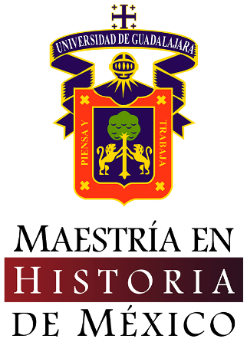 UNIVERSIDAD DE GUADALAJARA
PIENSA Y
TRABAJA
MAESTRÍA EN
HISTORIA
DE MÉXICO